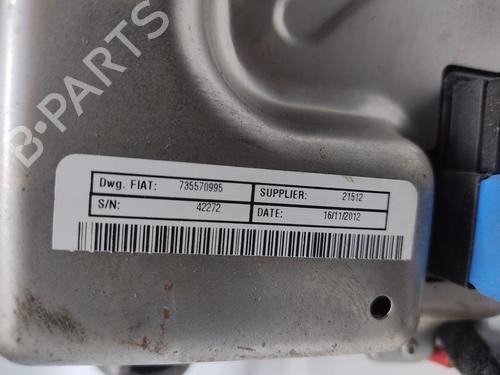 B-PARTS
Dwg. FIAT: 735570995 SUPPLIER: 21512
S/N: 42272 DATE: 16/11/2012